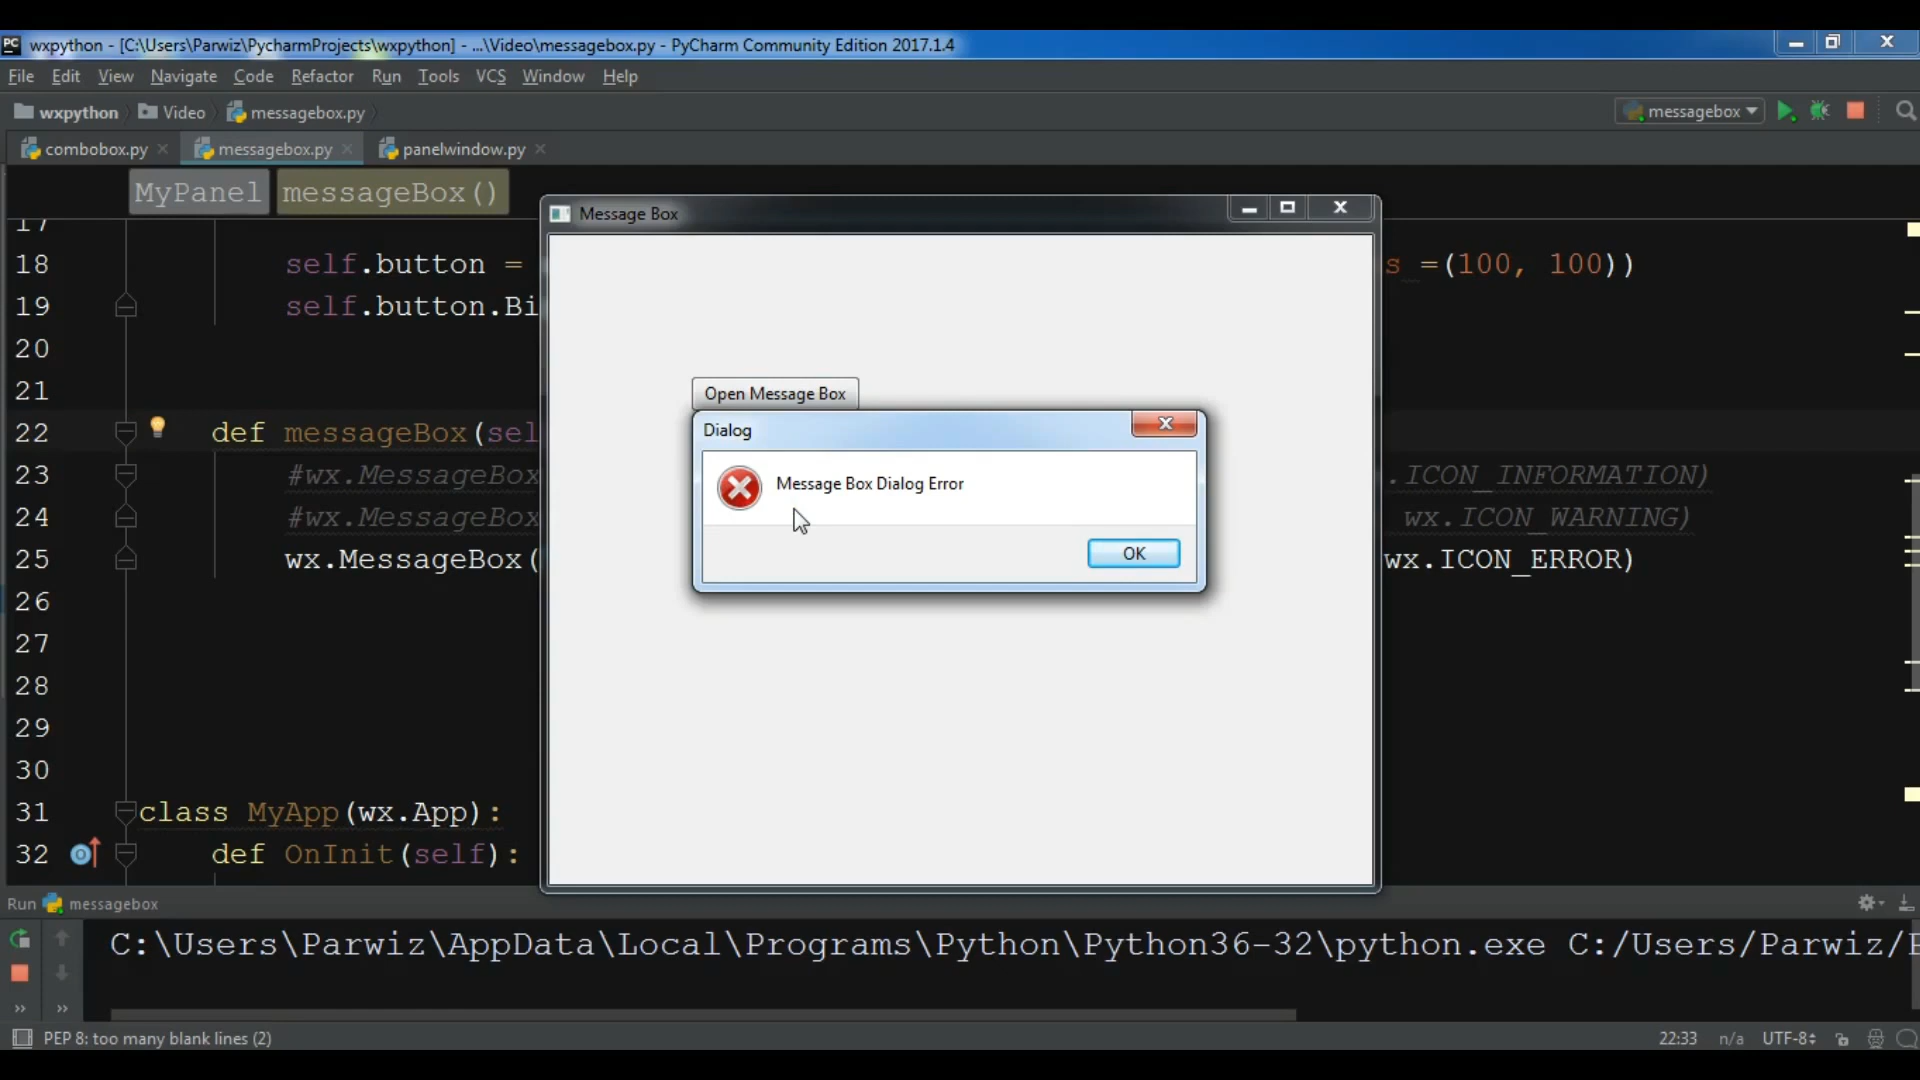 PC wxpython - [C:\Users\Parwiz\PycharmProjects\wxpython] - ...\Video\messagebox.py - PyCharm Community Edition 2017.1.4
File Edit View Navigate Code Refactor Run Tools VCS Window Help
wxpython Video messagebox.py messagebox
combobox.py messagebox.py panelwindow.py
MyPanel messageBox()
Message Box
17
18 self.button = s =(100, 100))
19 self.button.Bi
20
21
Open Message Box
22 def messageBox(sel
Dialog
23 #wx.MessageBox .ICON_INFORMATION)
Message Box Dialog Error
24 #wx.MessageBox wx.ICON_WARNING)
25 wx.MessageBox( wx.ICON_ERROR)
OK
26
27
28
29
30
31 class MyApp(wx.App):
32 def OnInit(self):
Run messagebox
C:\Users\Parwiz\AppData\Local\Programs\Python\Python36-32\python.exe C:/Users/Parwiz/
PEP 8: too many blank lines (2) 22:33 n/a UTF-8